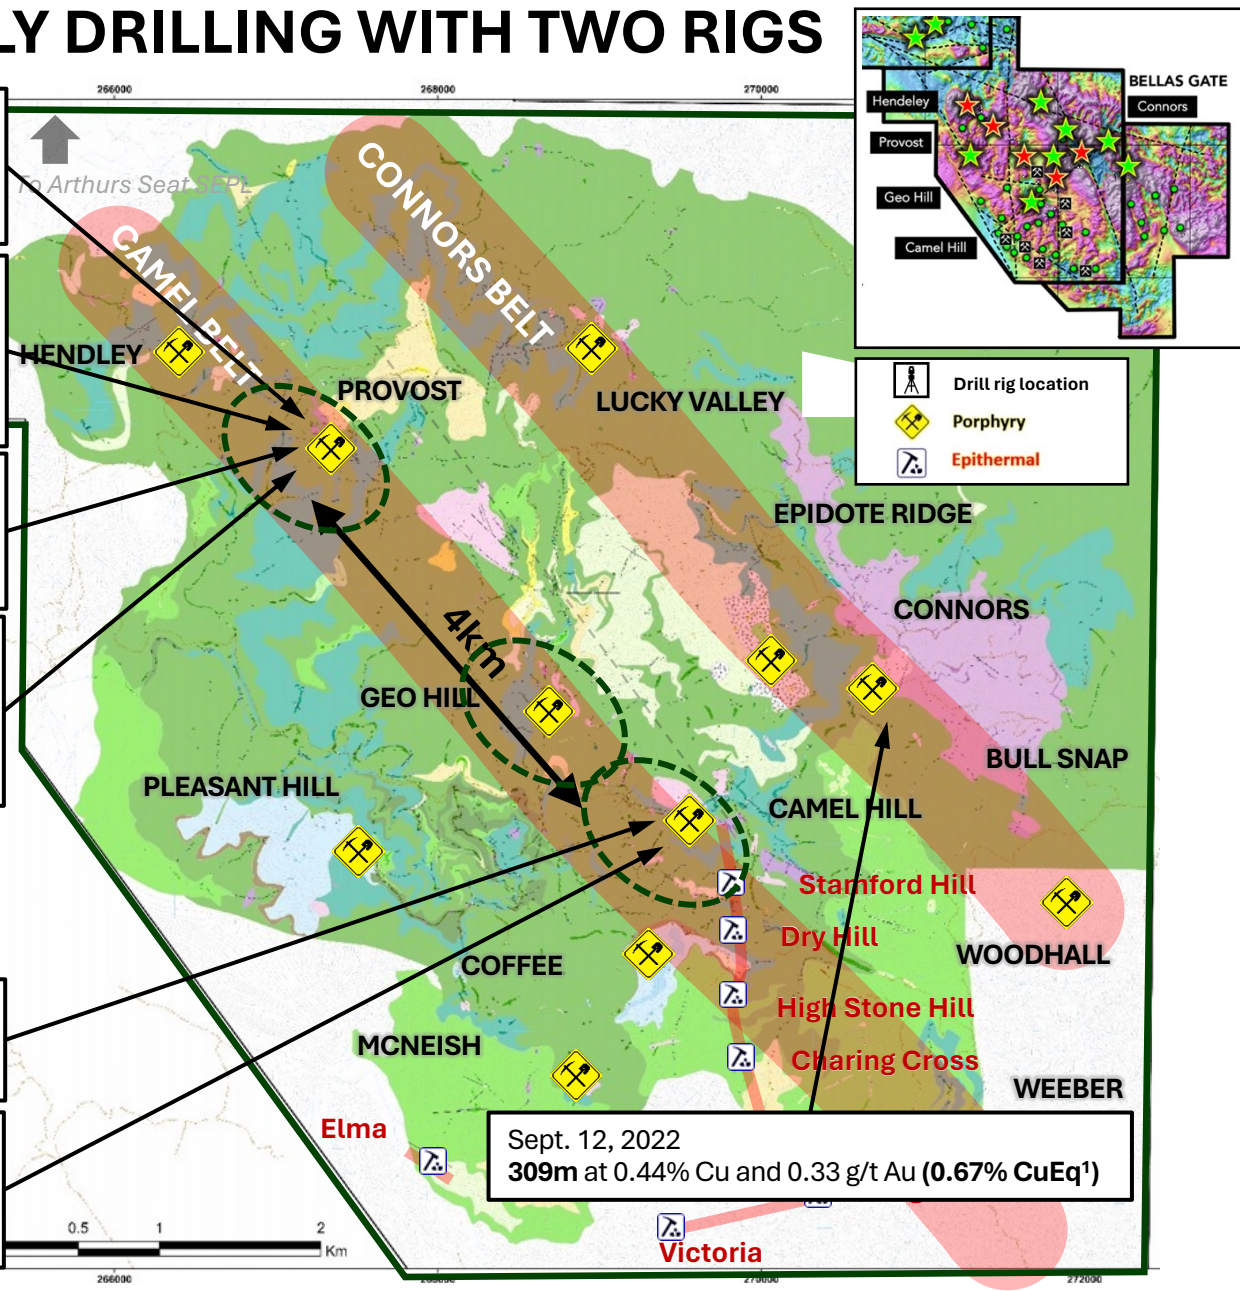 LY DRILLING WITH TWO RIGS
266000
268000
270000
BELLAS GATE
Hendeley
Connors
Provost
Geo Hill
Camel Hill
To Arthurs Seat SEPL
CONNORS BELT
CAMEL BELT
HENDLEY
PROVOST
LUCKY VALLEY
Drill rig location
Porphyry
Epithermal
EPIDOTE RIDGE
CONNORS
4km
GEO HILL
BULL SNAP
PLEASANT HILL
CAMEL HILL
Stamford Hill
Dry Hill
WOODHALL
COFFEE
High Stone Hill
MCNEISH
Charing Cross
WEEBER
Elma
Sept. 12, 2022
309m at 0.44% Cu and 0.33 g/t Au (0.67% CuEq¹)
0.5 1 2
Km
Victoria
266000
270000
272000